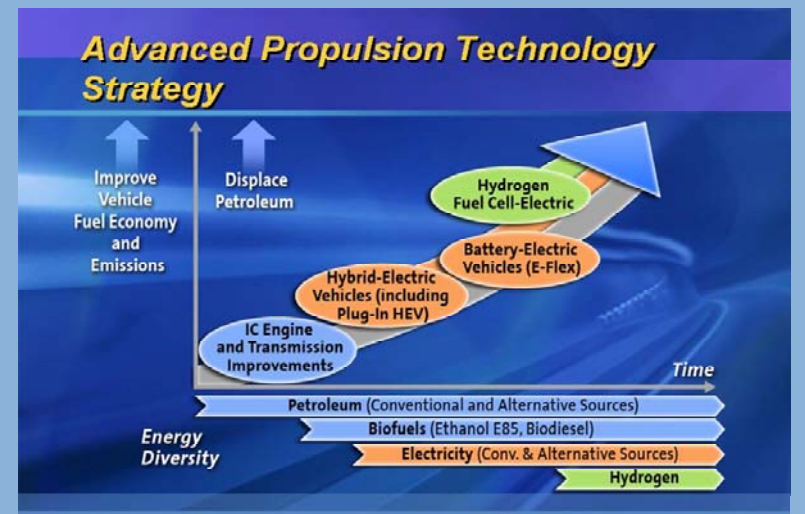 Advanced Propulsion Technology
Strategy
Improve
Vehicle
Fuel Economy
and
Emissions
Displace
Petroleum
Hydrogen
Fuel Cell-Electric
Battery-Electric
Vehicles (E-Flex)
Hybrid-Electric
Vehicles (including
Plug-In HEV)
IC Engine
and Transmission
Improvements
Time
Petroleum (Conventional and Alternative Sources)
Biofuels (Ethanol E85, Biodiesel)
Electricity (Conv. & Alternative Sources)
Hydrogen
Energy
Diversity